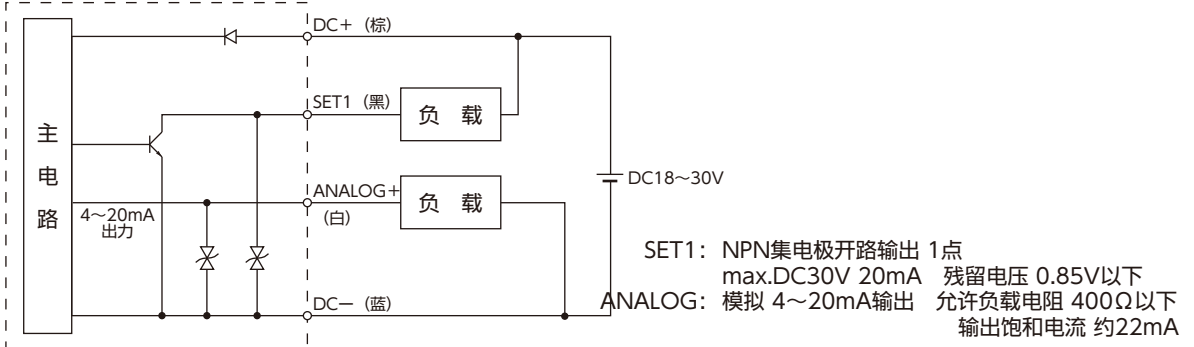 DC＋（棕）
SET1（黑）
负 载
主电路
ANALOG＋
（白）
负 载
4～20mA
出力
DC－（蓝）
DC18～30V
SET1：NPN集电极开路输出 1点
max.DC30V 20mA 残留电压 0.85V以下
ANALOG：模拟 4～20mA输出 允许负载电阻 400Ω以下
输出饱和电流 约22mA